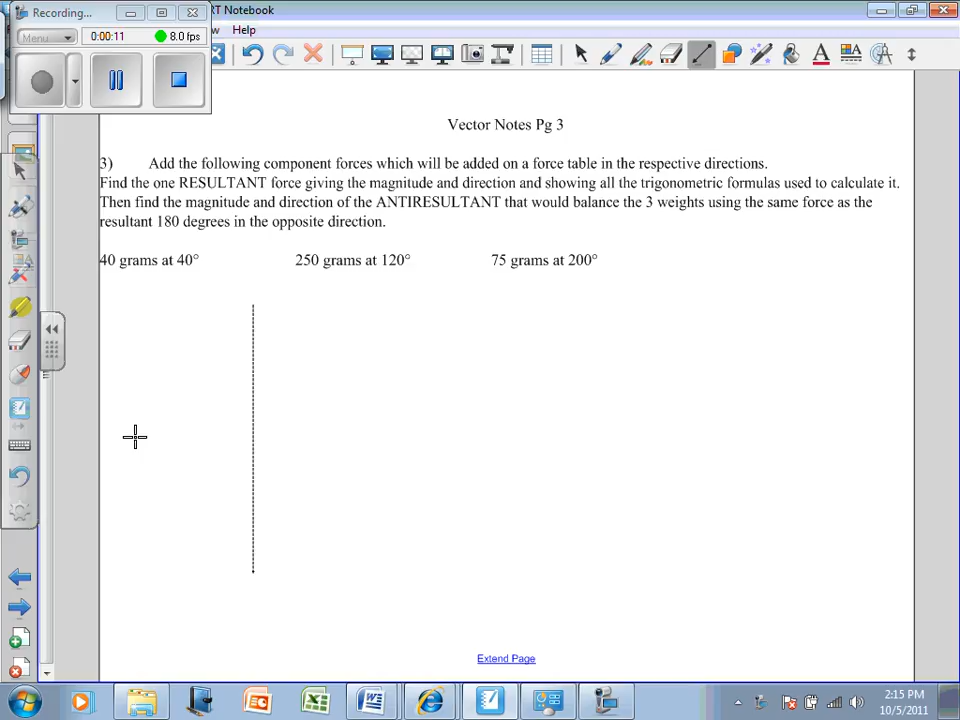 Recording...
RT Notebook
Menu
0:00:11
8.0 fps
w
Help
Vector Notes Pg 3
3) Add the following component forces which will be added on a force table in the respective directions.
Find the one RESULTANT force giving the magnitude and direction and showing all the trigonometric formulas used to calculate it.
Then find the magnitude and direction of the ANTIRESULTANT that would balance the 3 weights using the same force as the
resultant 180 degrees in the opposite direction.
40 grams at 40° 250 grams at 120° 75 grams at 200°
Extend Page
2:15 PM
10/5/2011